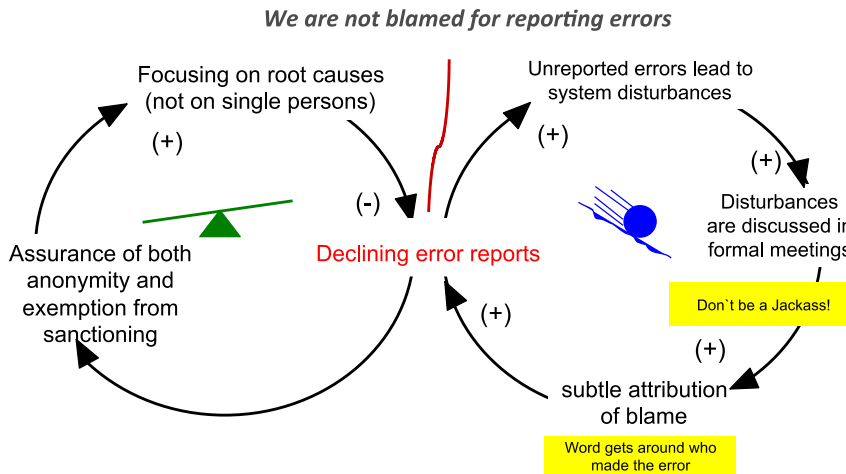 We are not blamed for reporting errors
Focusing on root causes
(not on single persons)
(+)
(-)
Assurance of both
anonymity and
exemption from
sanctioning
Declining error reports
Unreported errors lead to
system disturbances
(+)
(+)
Disturbances
are discussed in
formal meetings
Don`t be a Jackass!
(+)
(+)
subtle attribution
of blame
Word gets around who
made the error